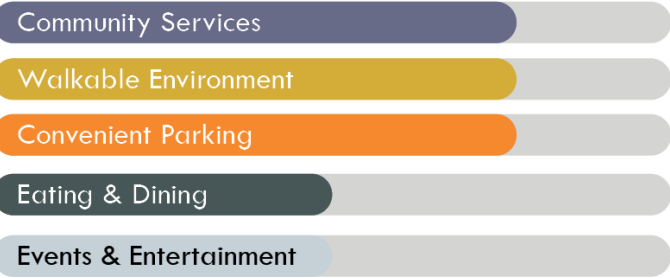 Community Services
Walkable Environment
Convenient Parking
Eating & Dining
Events & Entertainment